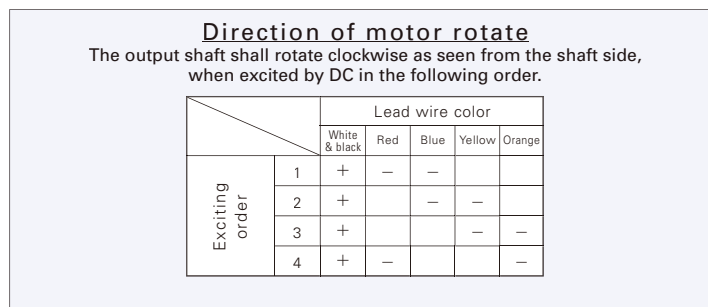 Direction of motor rotate
The output shaft shall rotate clockwise as seen from the shaft side,
when excited by DC in the following order.
Lead wire color
White & black Red Blue Yellow Orange
Exciting order
1 + − −
2 + − −
3 + − −
4 + − −